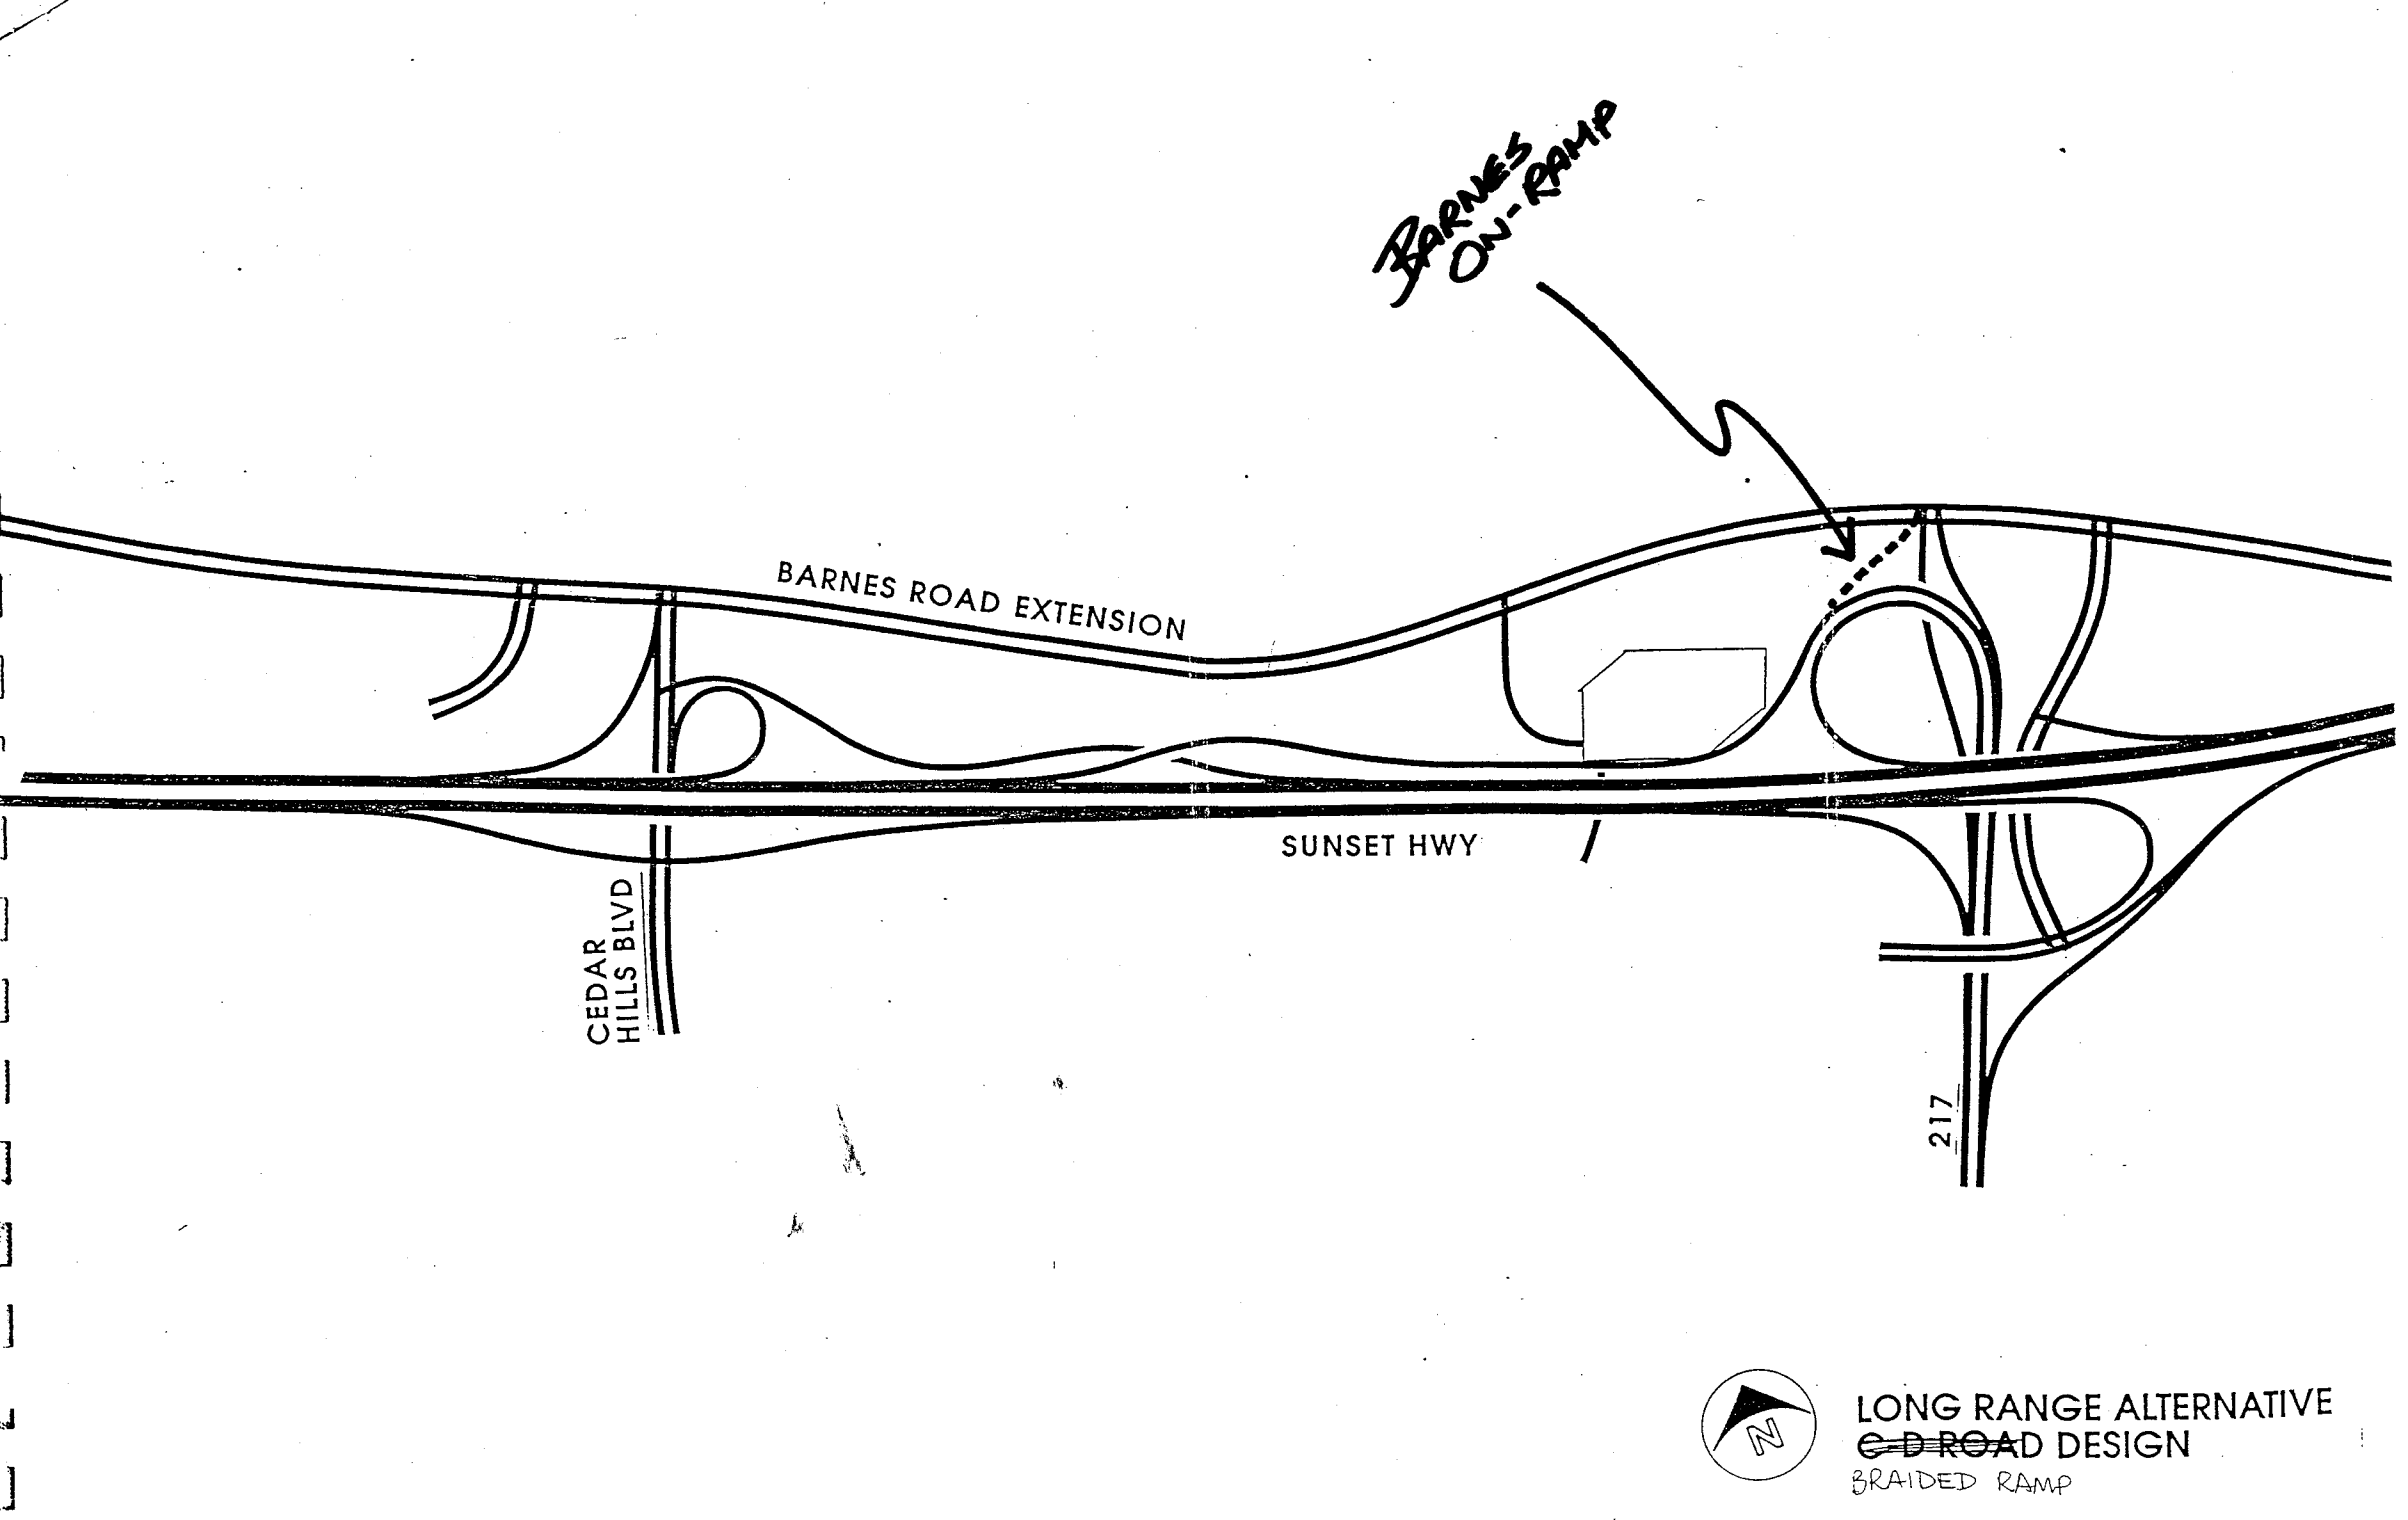 BARNES
ON-RAMP
BARNES ROAD EXTENSION
SUNSET HWY
CEDAR
HILLS BLVD
217
N
LONG RANGE ALTERNATIVE
C-D ROAD DESIGN
BRAIDED RAMP